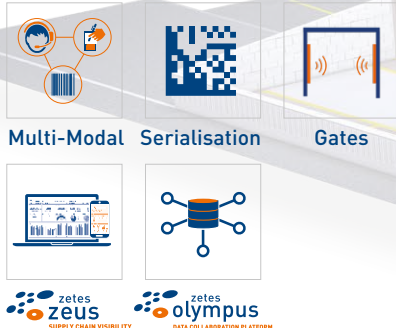 Multi-Modal Serialisation Gates
zetes zetes
zeus olympus
SUPPLY CHAIN VISIBILITY DATA COLLABORATION PLATFORM